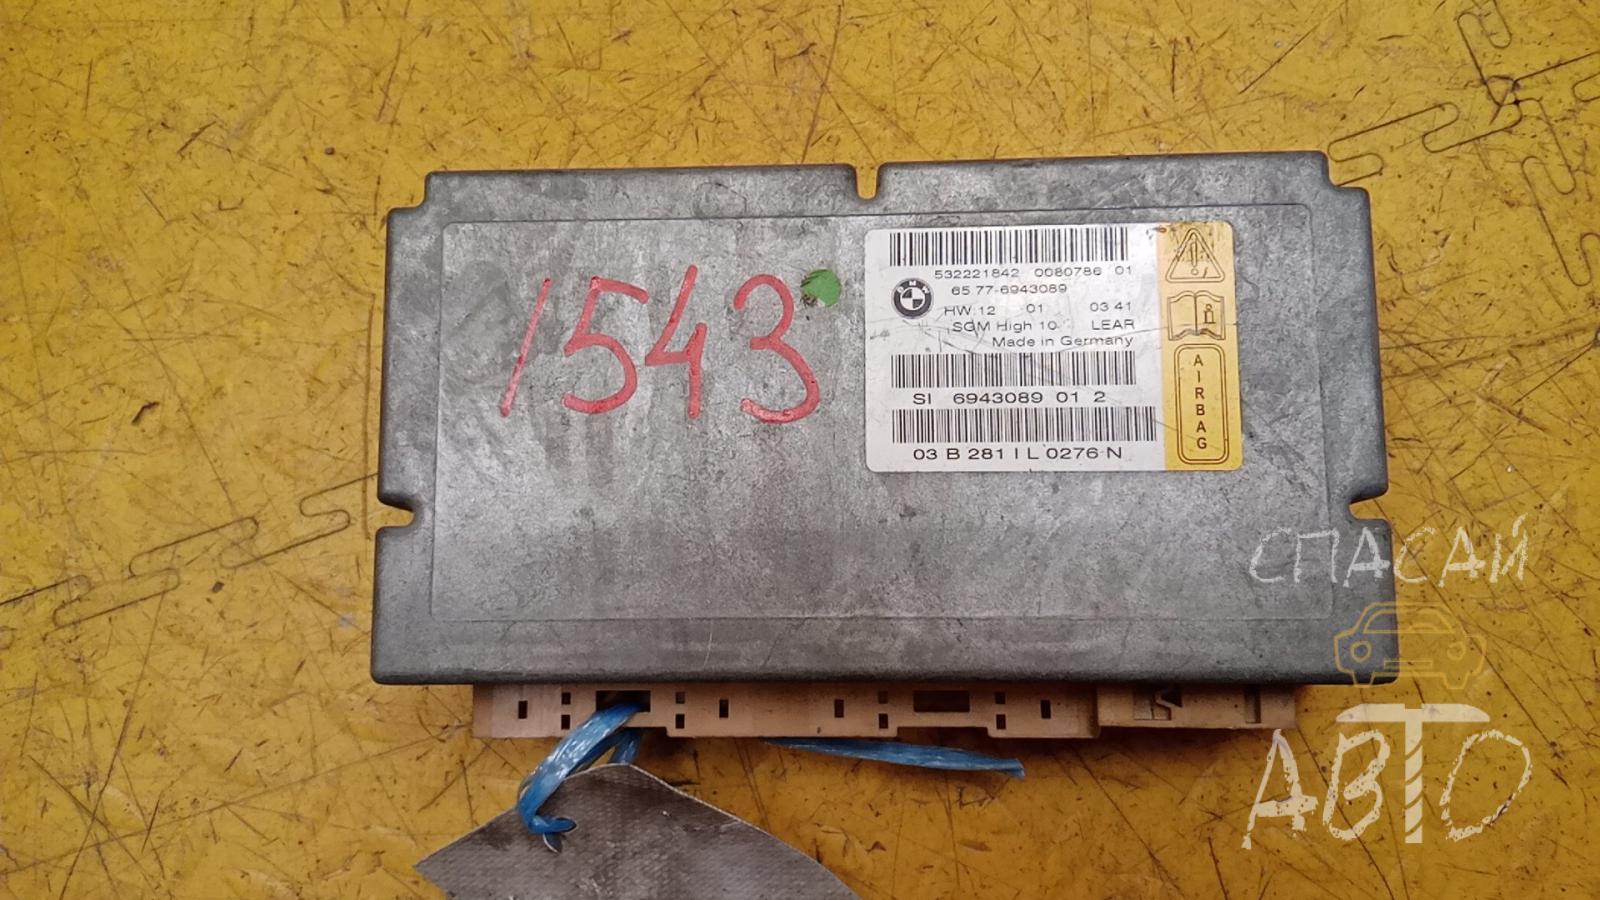 1543
532221842 0080786 01
BMW
65 77-6943089
HW:12 01 03 41
SGM High 10 LEAR
Made in Germany
SI 6943089 01 2
03 B 281 I L 0276 N
AIRBAG
СПАСАЙ
АВТО